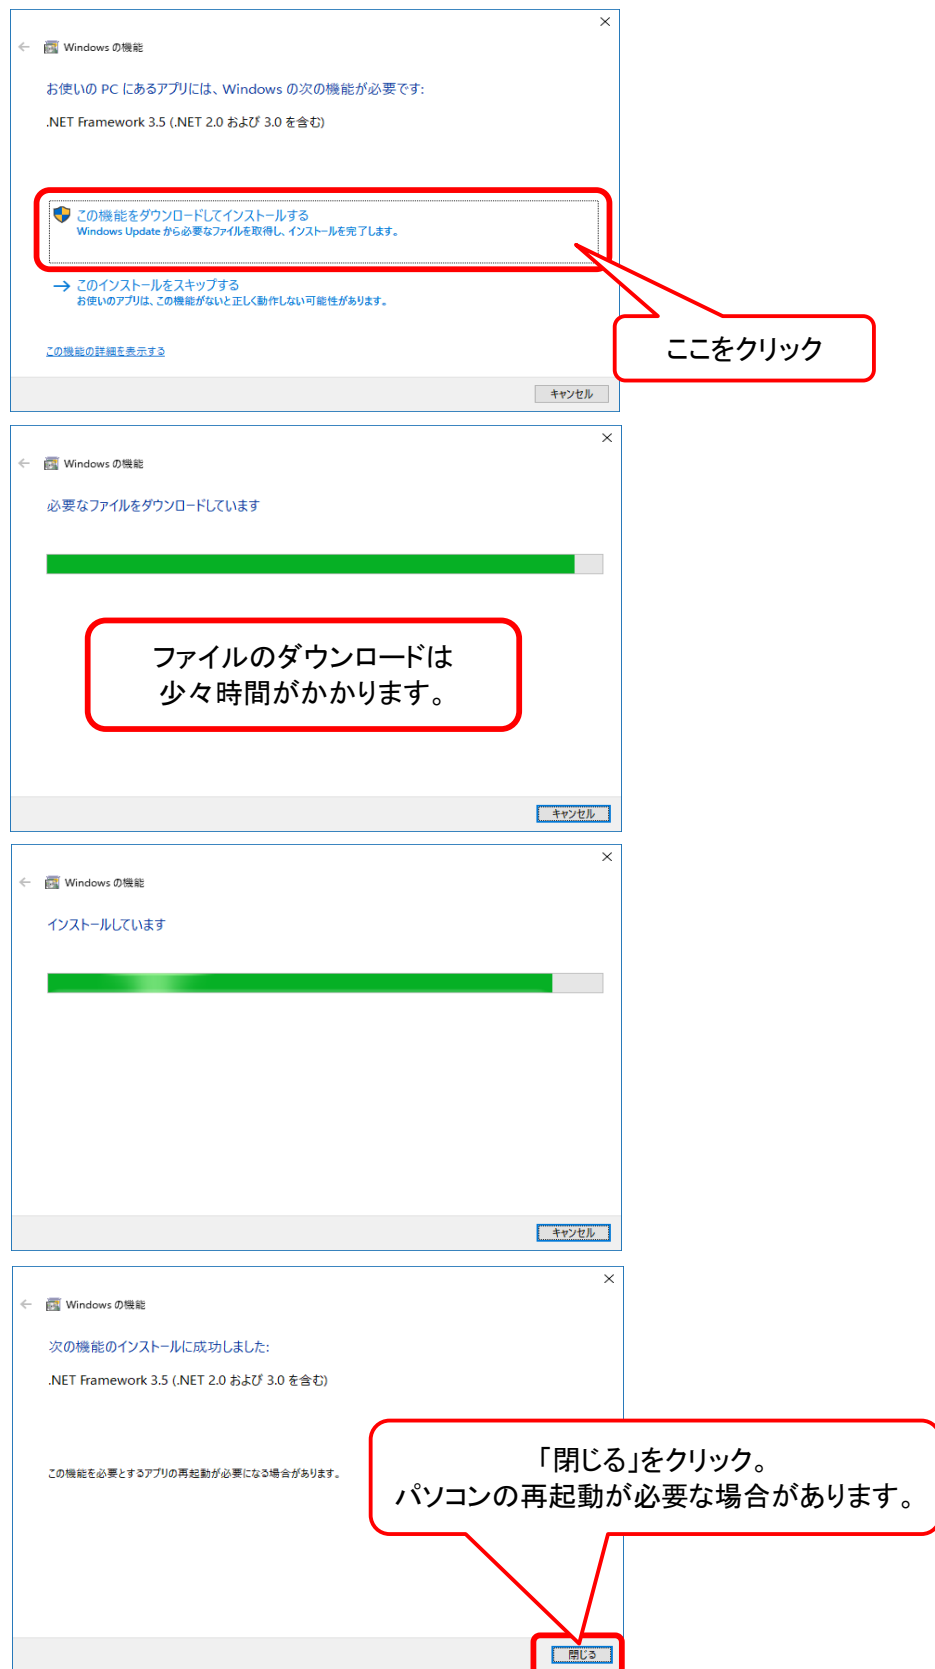 Windows の機能
お使いの PC にあるアプリには、Windows の次の機能が必要です:
.NET Framework 3.5 (.NET 2.0 および 3.0 を含む)
この機能をダウンロードしてインストールする
Windows Update から必要なファイルを取得し、インストールを完了します。
このインストールをスキップする
お使いのアプリは、この機能がないと正しく動作しない可能性があります。
ここをクリック
この機能の詳細を表示する
キャンセル
Windows の機能
必要なファイルをダウンロードしています
ファイルのダウンロードは
少々時間がかかります。
キャンセル
Windows の機能
インストールしています
キャンセル
Windows の機能
次の機能のインストールに成功しました:
.NET Framework 3.5 (.NET 2.0 および 3.0 を含む)
この機能を必要とするアプリの再起動が必要になる場合があります。
「閉じる」をクリック。
パソコンの再起動が必要な場合があります。
閉じる